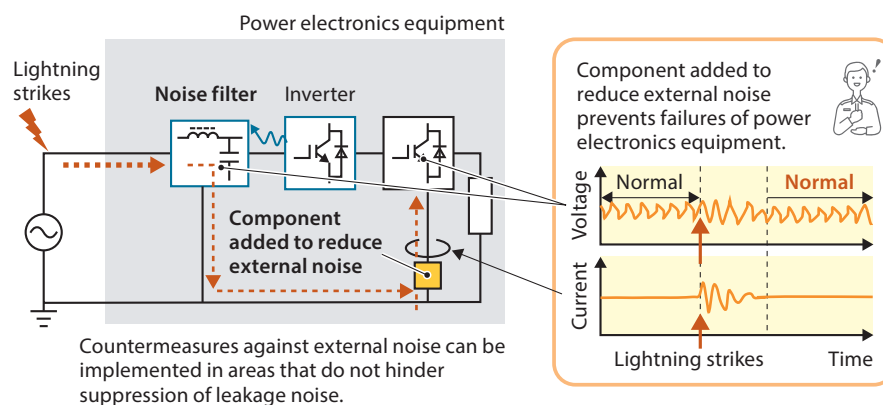 Power electronics equipment
Lightning
strikes
Noise filter
Inverter
Component
added to reduce
external noise
Countermeasures against external noise can be
implemented in areas that do not hinder
suppression of leakage noise.
Component added to
reduce external noise
prevents failures of power
electronics equipment.
!
Voltage
Normal
Normal
Current
Lightning strikes
Time